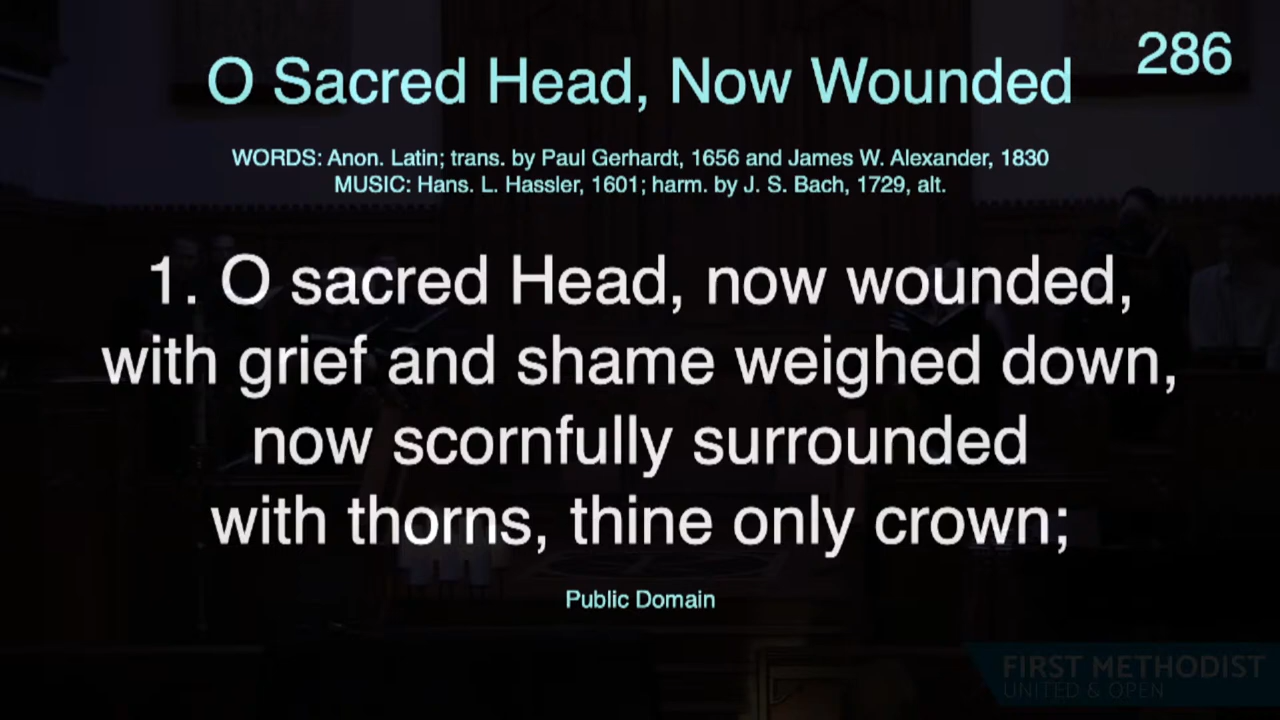 286
O Sacred Head, Now Wounded
WORDS: Anon. Latin; trans. by Paul Gerhardt, 1656 and James W. Alexander, 1830
MUSIC: Hans. L. Hassler, 1601; harm. by J. S. Bach, 1729, alt.
1. O sacred Head, now wounded,
with grief and shame weighed down,
now scornfully surrounded
with thorns, thine only crown;
Public Domain
FIRST METHODIST
UNITED & OPEN